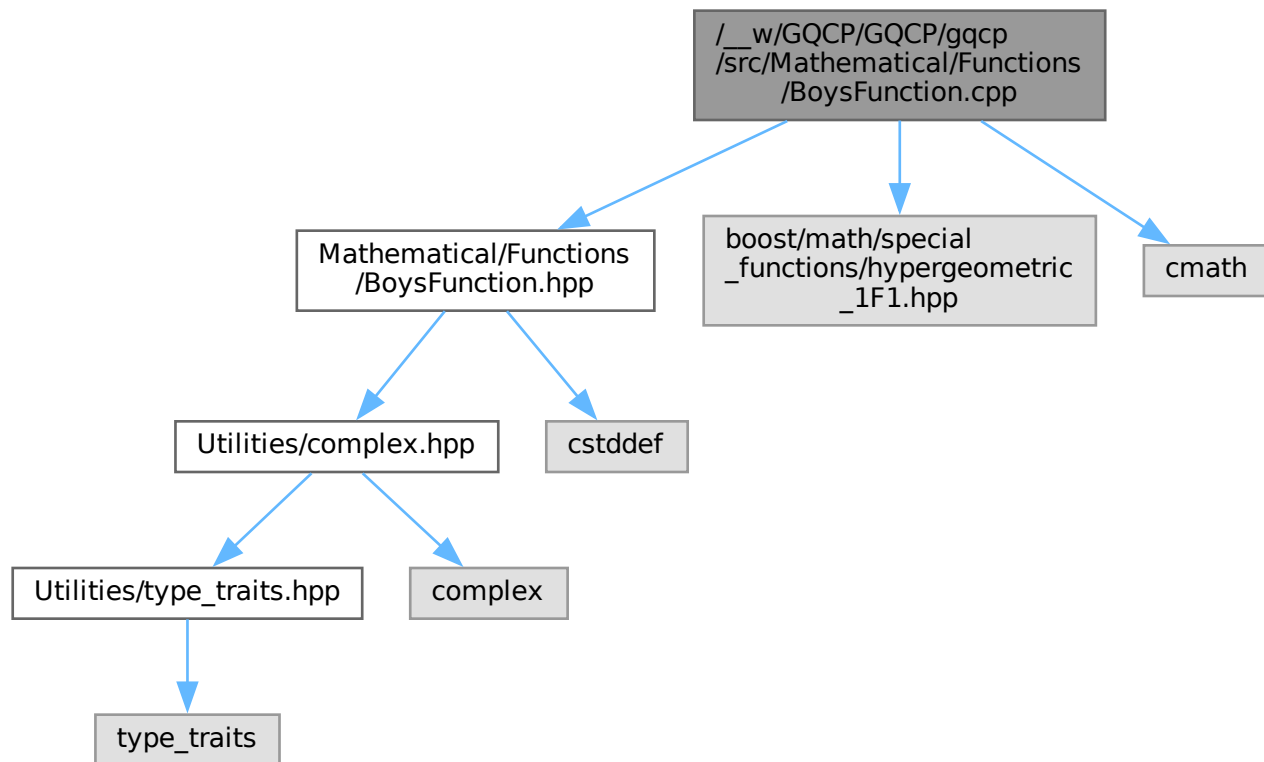 /__w/GQCP/GQCP/gqcp
/src/Mathematical/Functions
/BoysFunction.cpp
Mathematical/Functions
/BoysFunction.hpp
boost/math/special
_functions/hypergeometric
_1F1.hpp
cmath
Utilities/complex.hpp
cstddef
Utilities/type_traits.hpp
complex
type_traits